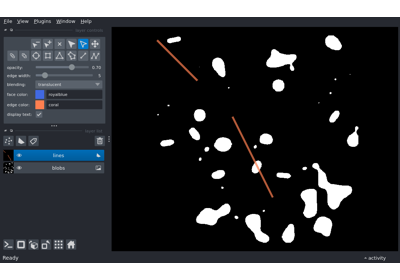 File View Plugins Window Help
opacity: 0.70
edge width: 5
blending: translucent
face color: royalblue
edge color: coral
display text: ✓
lines
blobs
Ready
activity